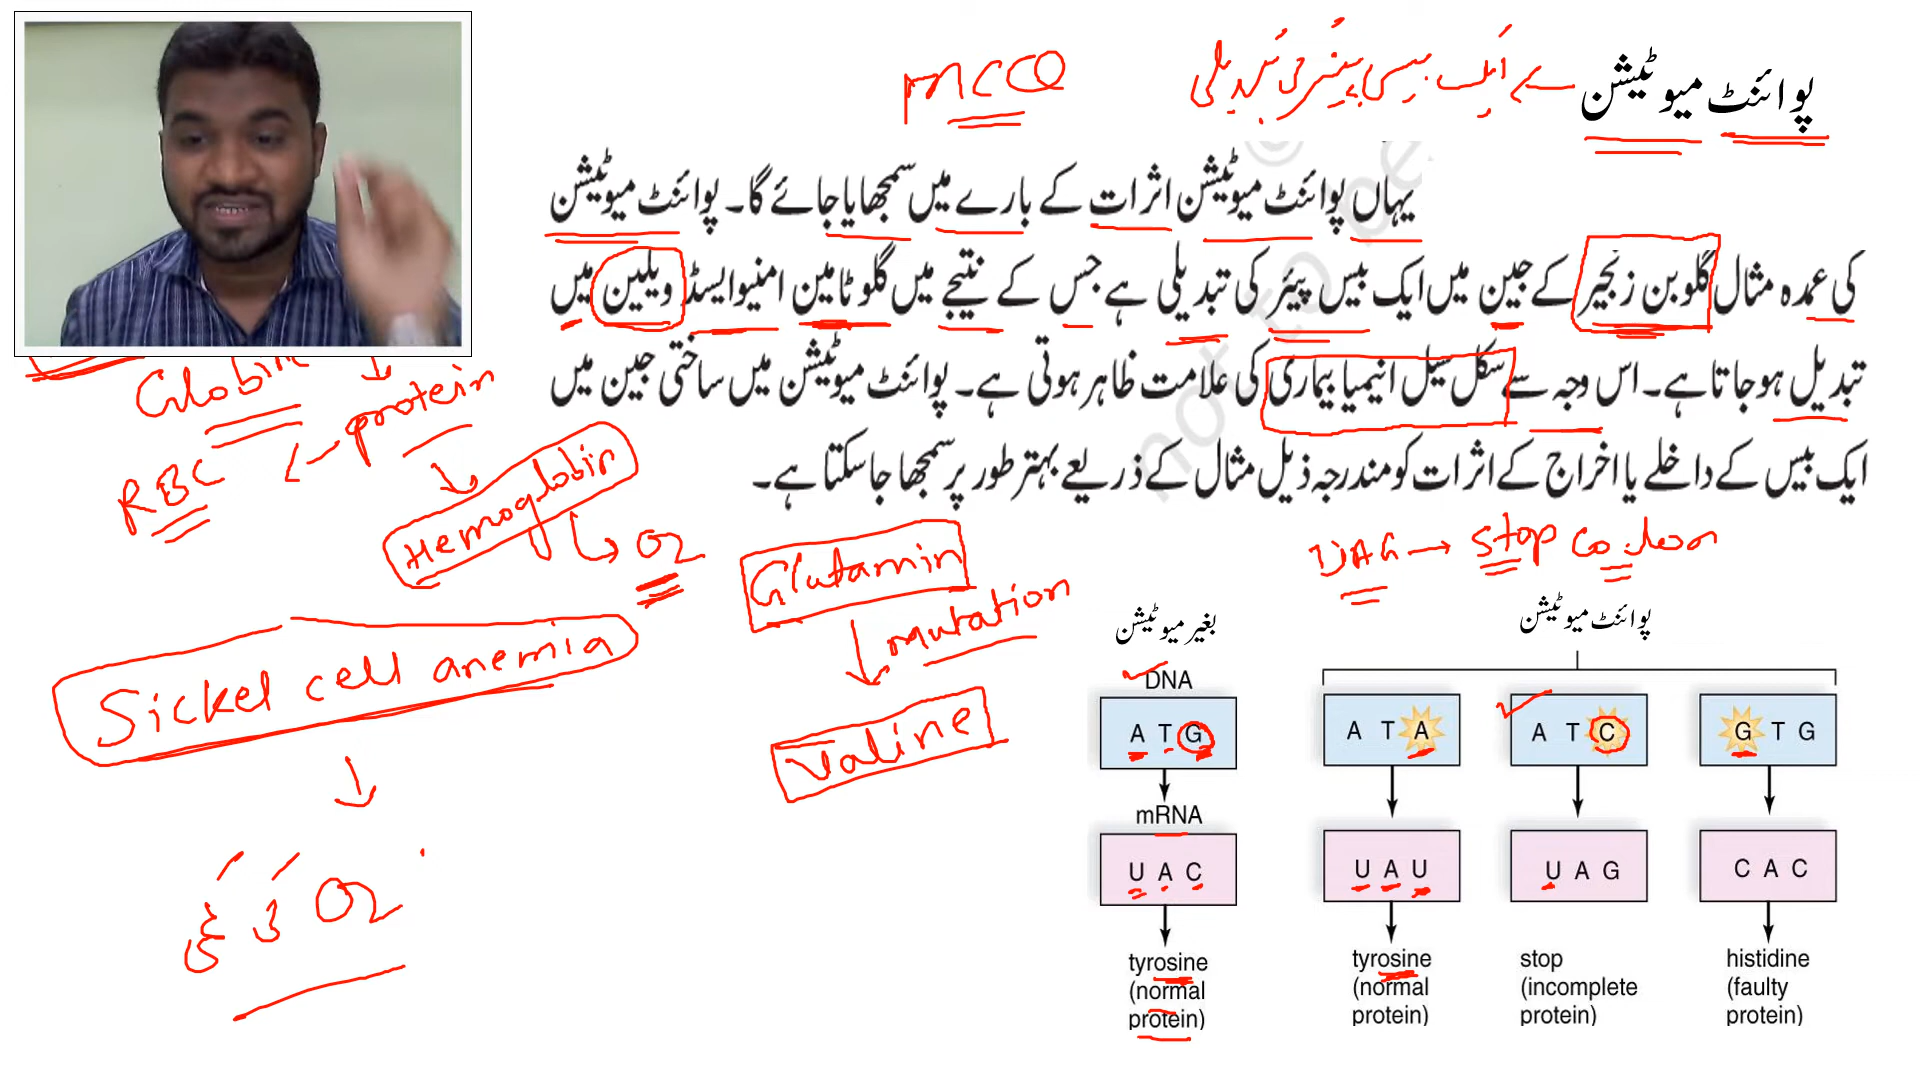 پوائنٹ میوٹیشن
MCQ
یہاں پوائنٹ میوٹیشن اثرات کے بارے میں سمجھایا جائے گا۔ پوائنٹ میوٹیشن
کی عمدہ مثال گلوبن زنجیر کے جین میں ایک بیس پیئر کی تبدیلی ہے جس کے نتیجے میں گلوٹامین امنیوایسڈ ویلین میں
تبدیل ہوجاتا ہے۔ اس وجہ سے سکل سیل انیمیا بیماری کی علامت ظاہر ہوتی ہے۔ پوائنٹ میوٹیشن میں ساختی جین میں
ایک بیس کے داخلے یا اخراج کے اثرات کو مندرجہ ذیل مثال کے ذریعے بہتر طور پر سمجھا جاسکتا ہے۔
not to be
Globin
protein
RBC
Hemoglobin
O2
Sickel cell anemia
O2
Glutamin
mutation
Valine
UAG → Stop Codon
بغیر میوٹیشن
پوائنٹ میوٹیشن
DNA
A T G
A T A
A T C
G T G
mRNA
U A C
U A U
U A G
C A C
tyrosine
(normal
protein)
tyrosine
(normal
protein)
stop
(incomplete
protein)
histidine
(faulty
protein)